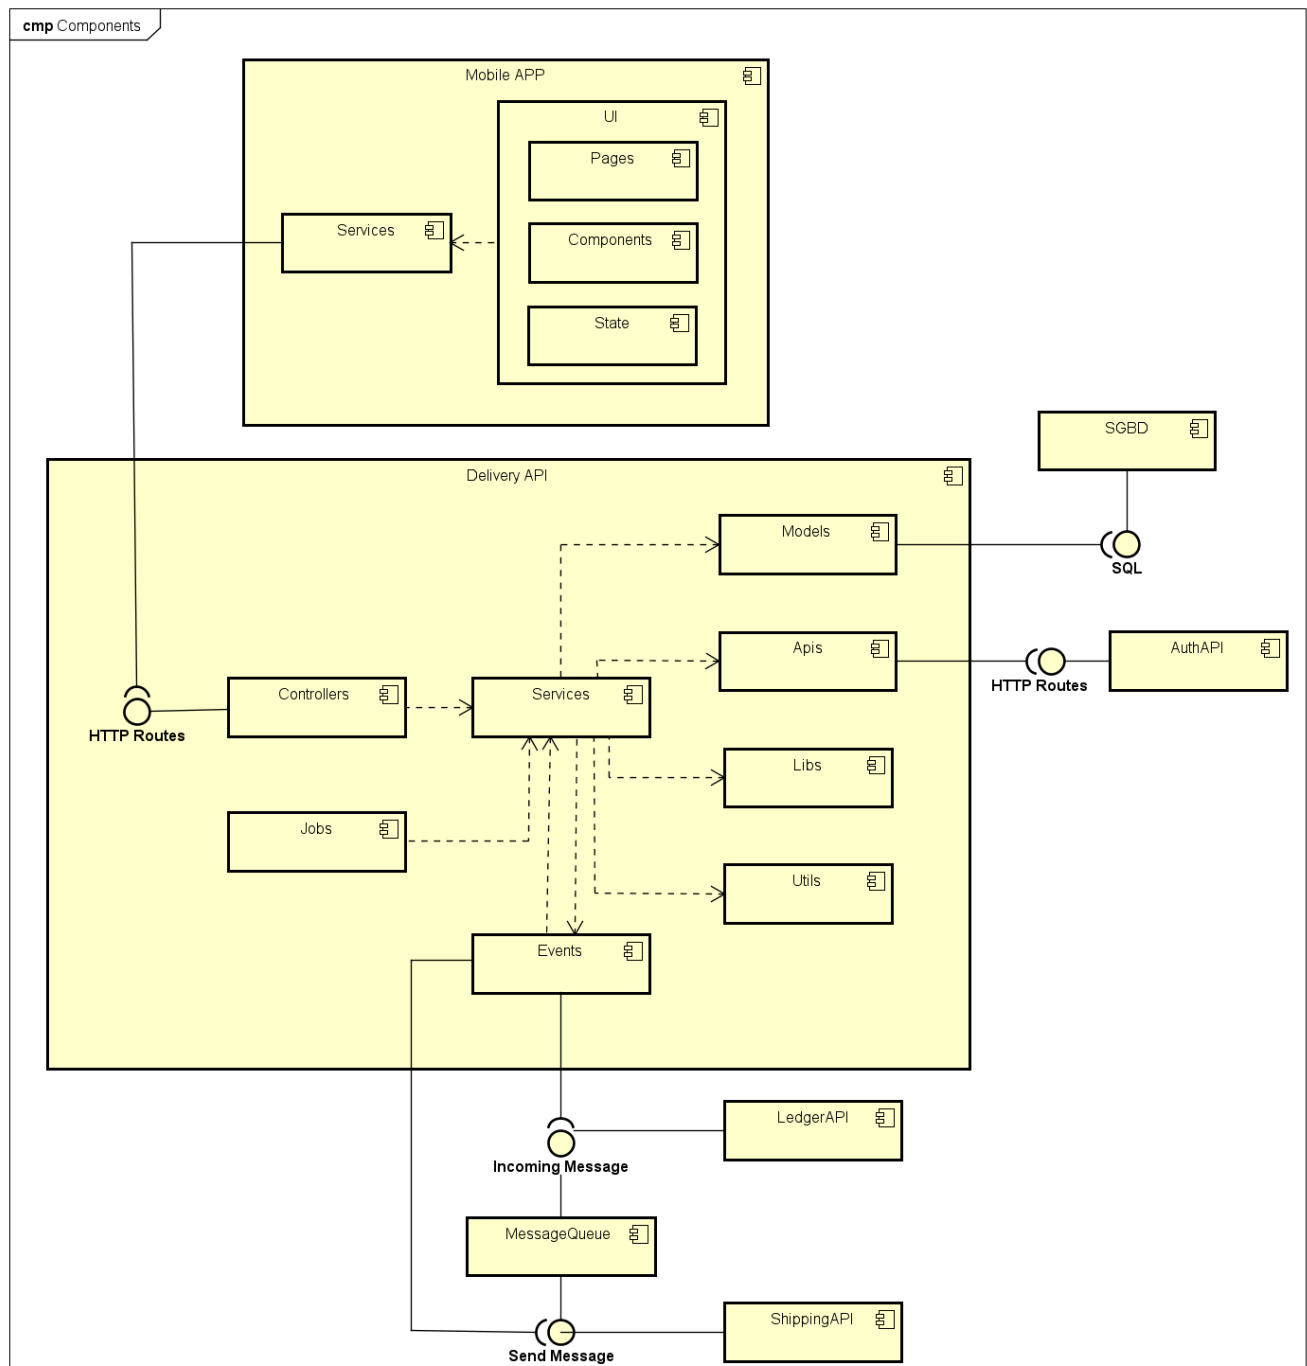 cmp Components
Mobile APP
UI
Pages
Services
Components
State
SGBD
Delivery API
Models
SQL
Apis
AuthAPI
HTTP Routes
Controllers
Services
HTTP Routes
Libs
Jobs
Utils
Events
LedgerAPI
Incoming Message
MessageQueue
ShippingAPI
Send Message